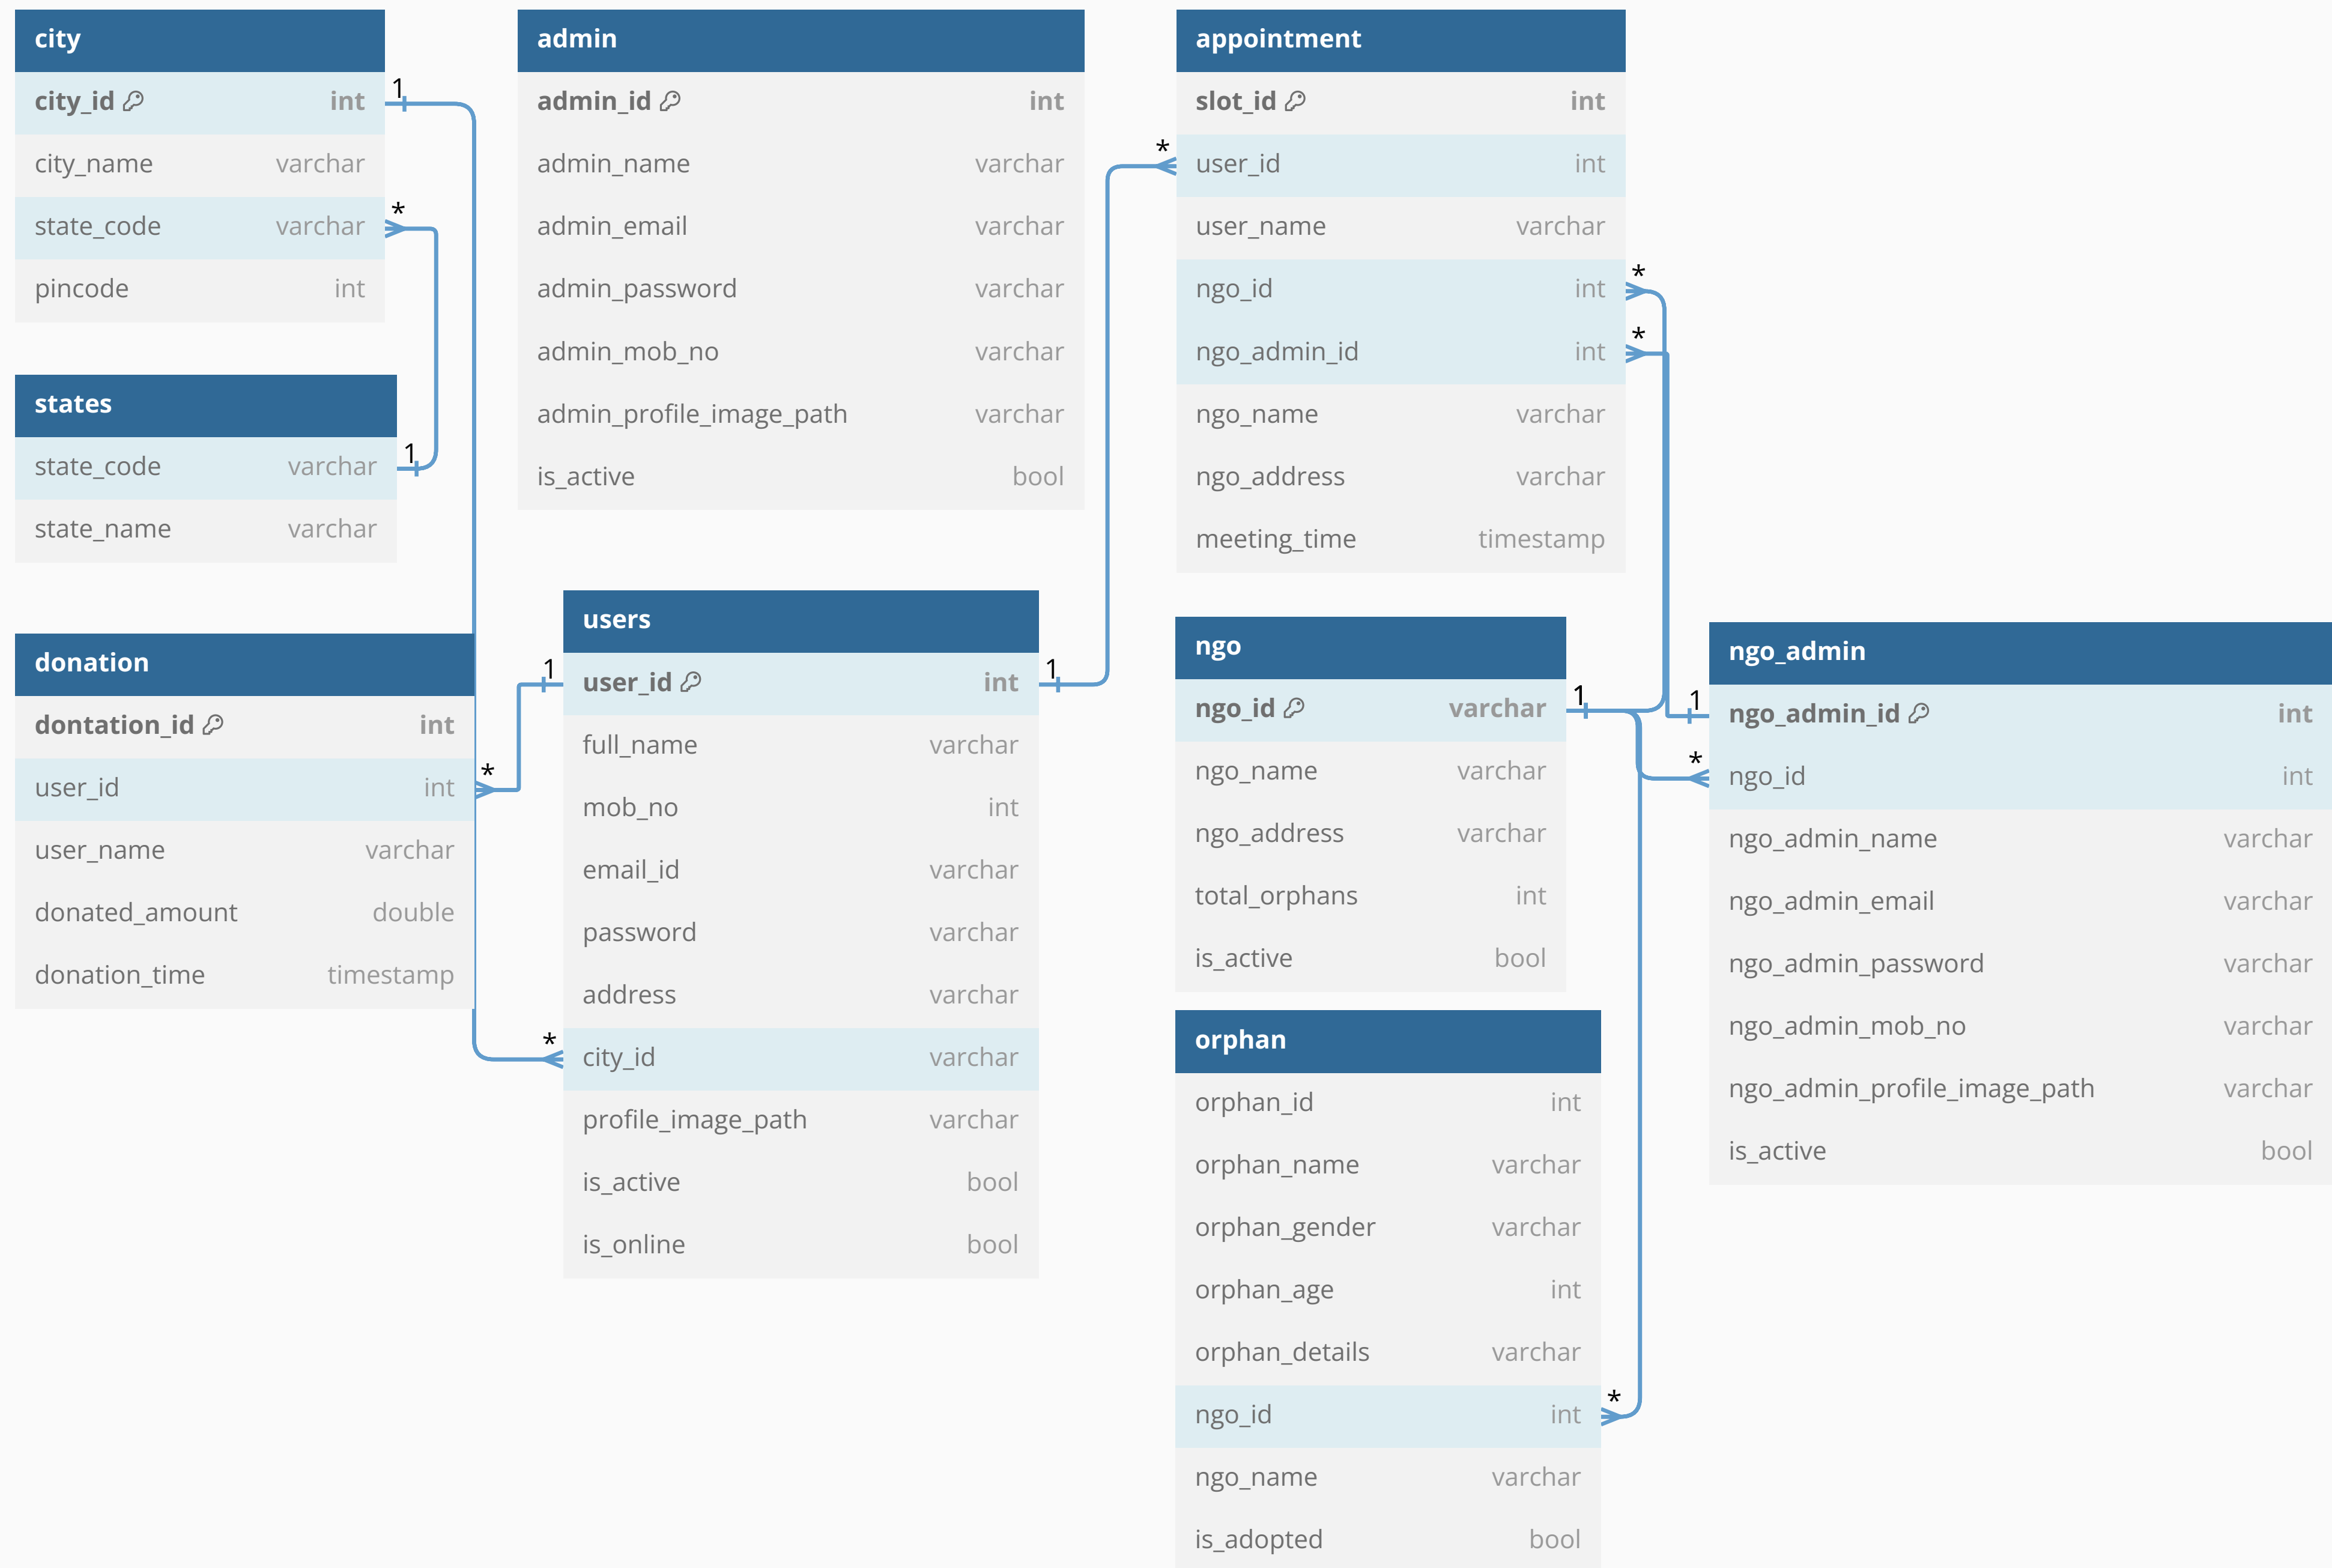 city
city_id int
city_name varchar
state_code varchar
pincode int
1
*
states
state_code varchar
state_name varchar
1
admin
admin_id int
admin_name varchar
admin_email varchar
admin_password varchar
admin_mob_no varchar
admin_profile_image_path varchar
is_active bool
appointment
slot_id int
user_id int
user_name varchar
ngo_id int
ngo_admin_id int
ngo_name varchar
ngo_address varchar
meeting_time timestamp
*
*
*
donation
dontation_id int
user_id int
user_name varchar
donated_amount double
donation_time timestamp
*
users
user_id int
full_name varchar
mob_no int
email_id varchar
password varchar
address varchar
city_id varchar
profile_image_path varchar
is_active bool
is_online bool
1
1
*
ngo
ngo_id varchar
ngo_name varchar
ngo_address varchar
total_orphans int
is_active bool
1
ngo_admin
ngo_admin_id int
ngo_id int
ngo_admin_name varchar
ngo_admin_email varchar
ngo_admin_password varchar
ngo_admin_mob_no varchar
ngo_admin_profile_image_path varchar
is_active bool
1
*
orphan
orphan_id int
orphan_name varchar
orphan_gender varchar
orphan_age int
orphan_details varchar
ngo_id int
ngo_name varchar
is_adopted bool
*